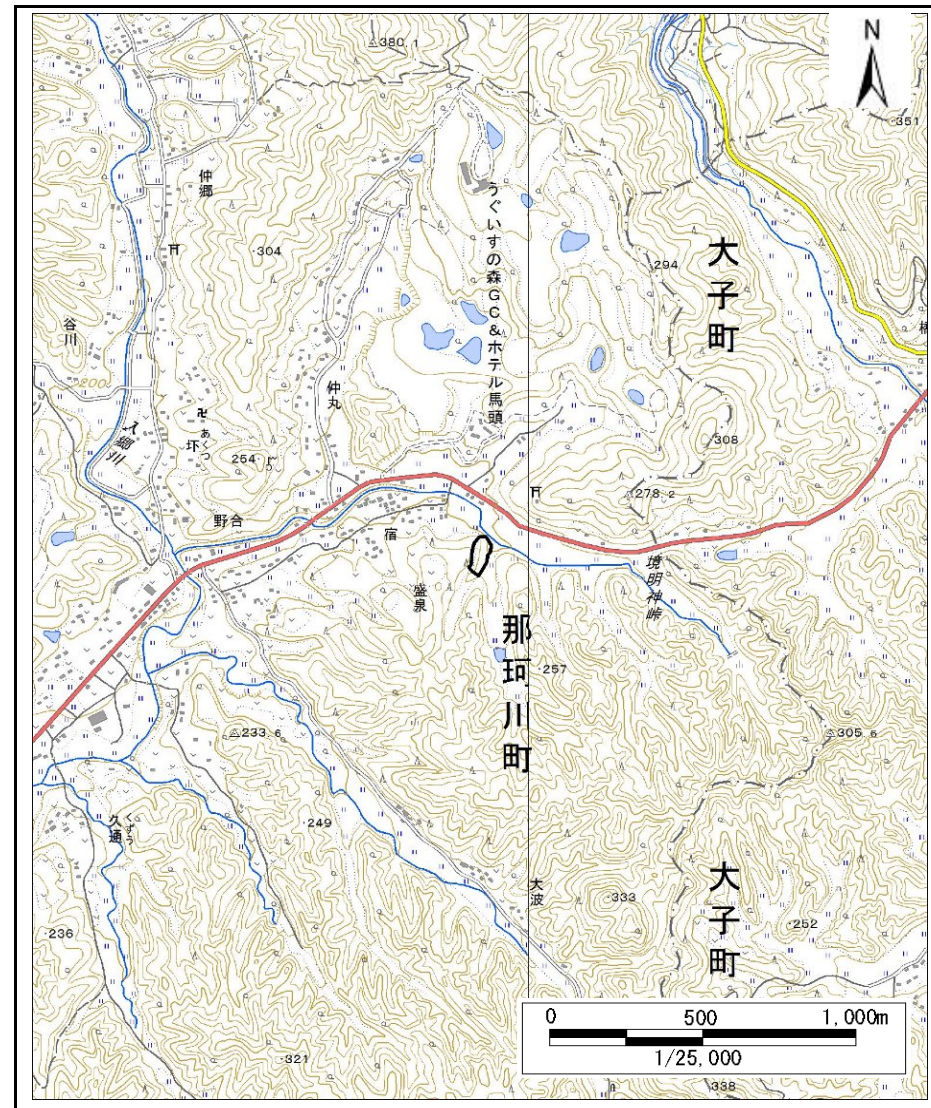 N
380.1
351
仲郷
304
うぐいすの森GC&ホテル馬頭
294
大子町
谷川
200
仲丸
入郷川
あくつ
圷
254
308
278.2
野合
宿
盛泉
境明神峠
那珂川町
257
233.6
305.6
くずう
久通
249
大波
333
大子町
252
236
0 500 1,000m
1/25,000
321
338